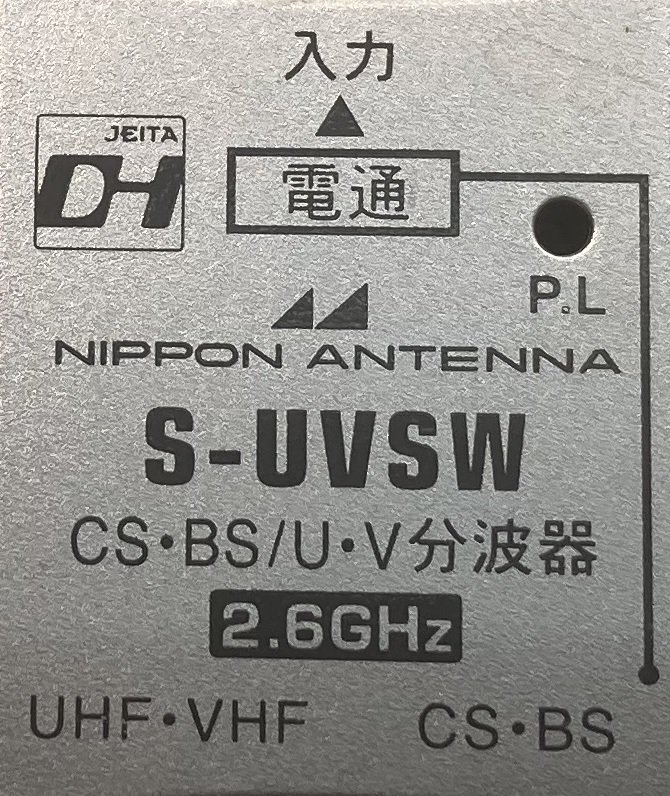 入力
JEITA
DH
電通
P.L
NIPPON ANTENNA
S-UVSW
CS・BS/U・V分波器
2.6GHz
UHF・VHF CS・BS